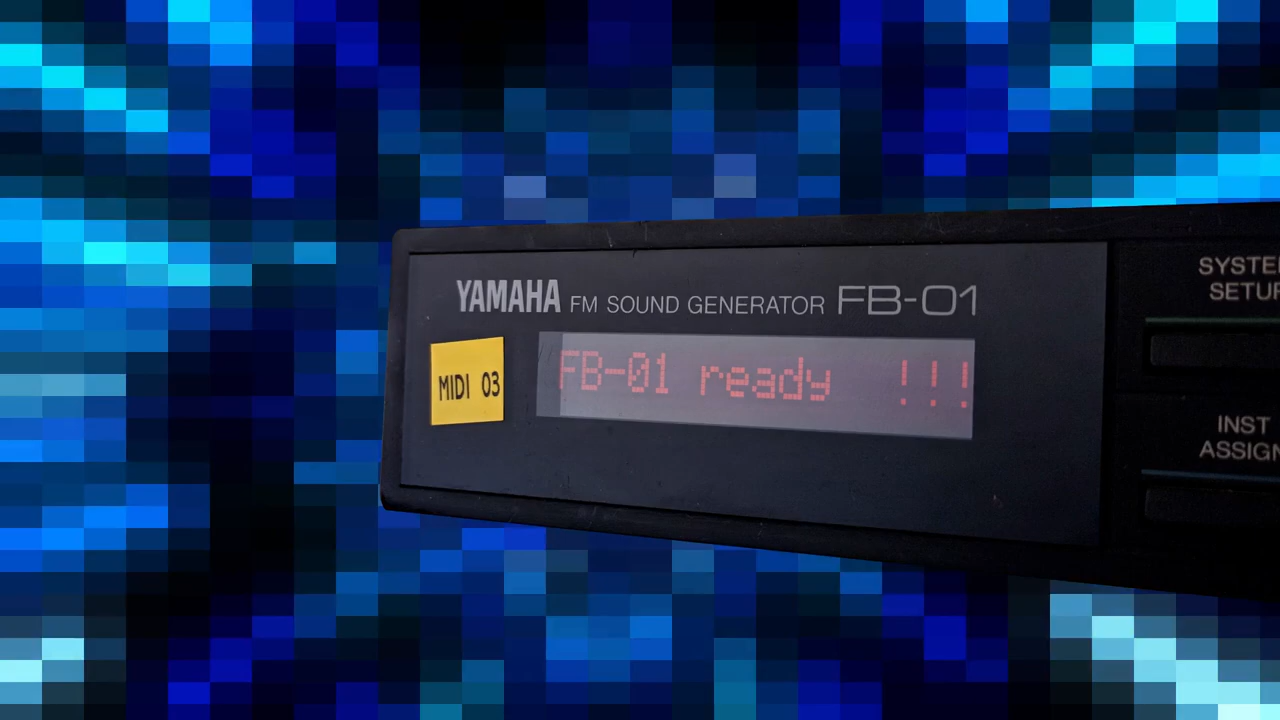 YAMAHA FM SOUND GENERATOR FB-01
MIDI 03
FB-01 ready !!!
SYSTEM
SETUP
INST
ASSIGN